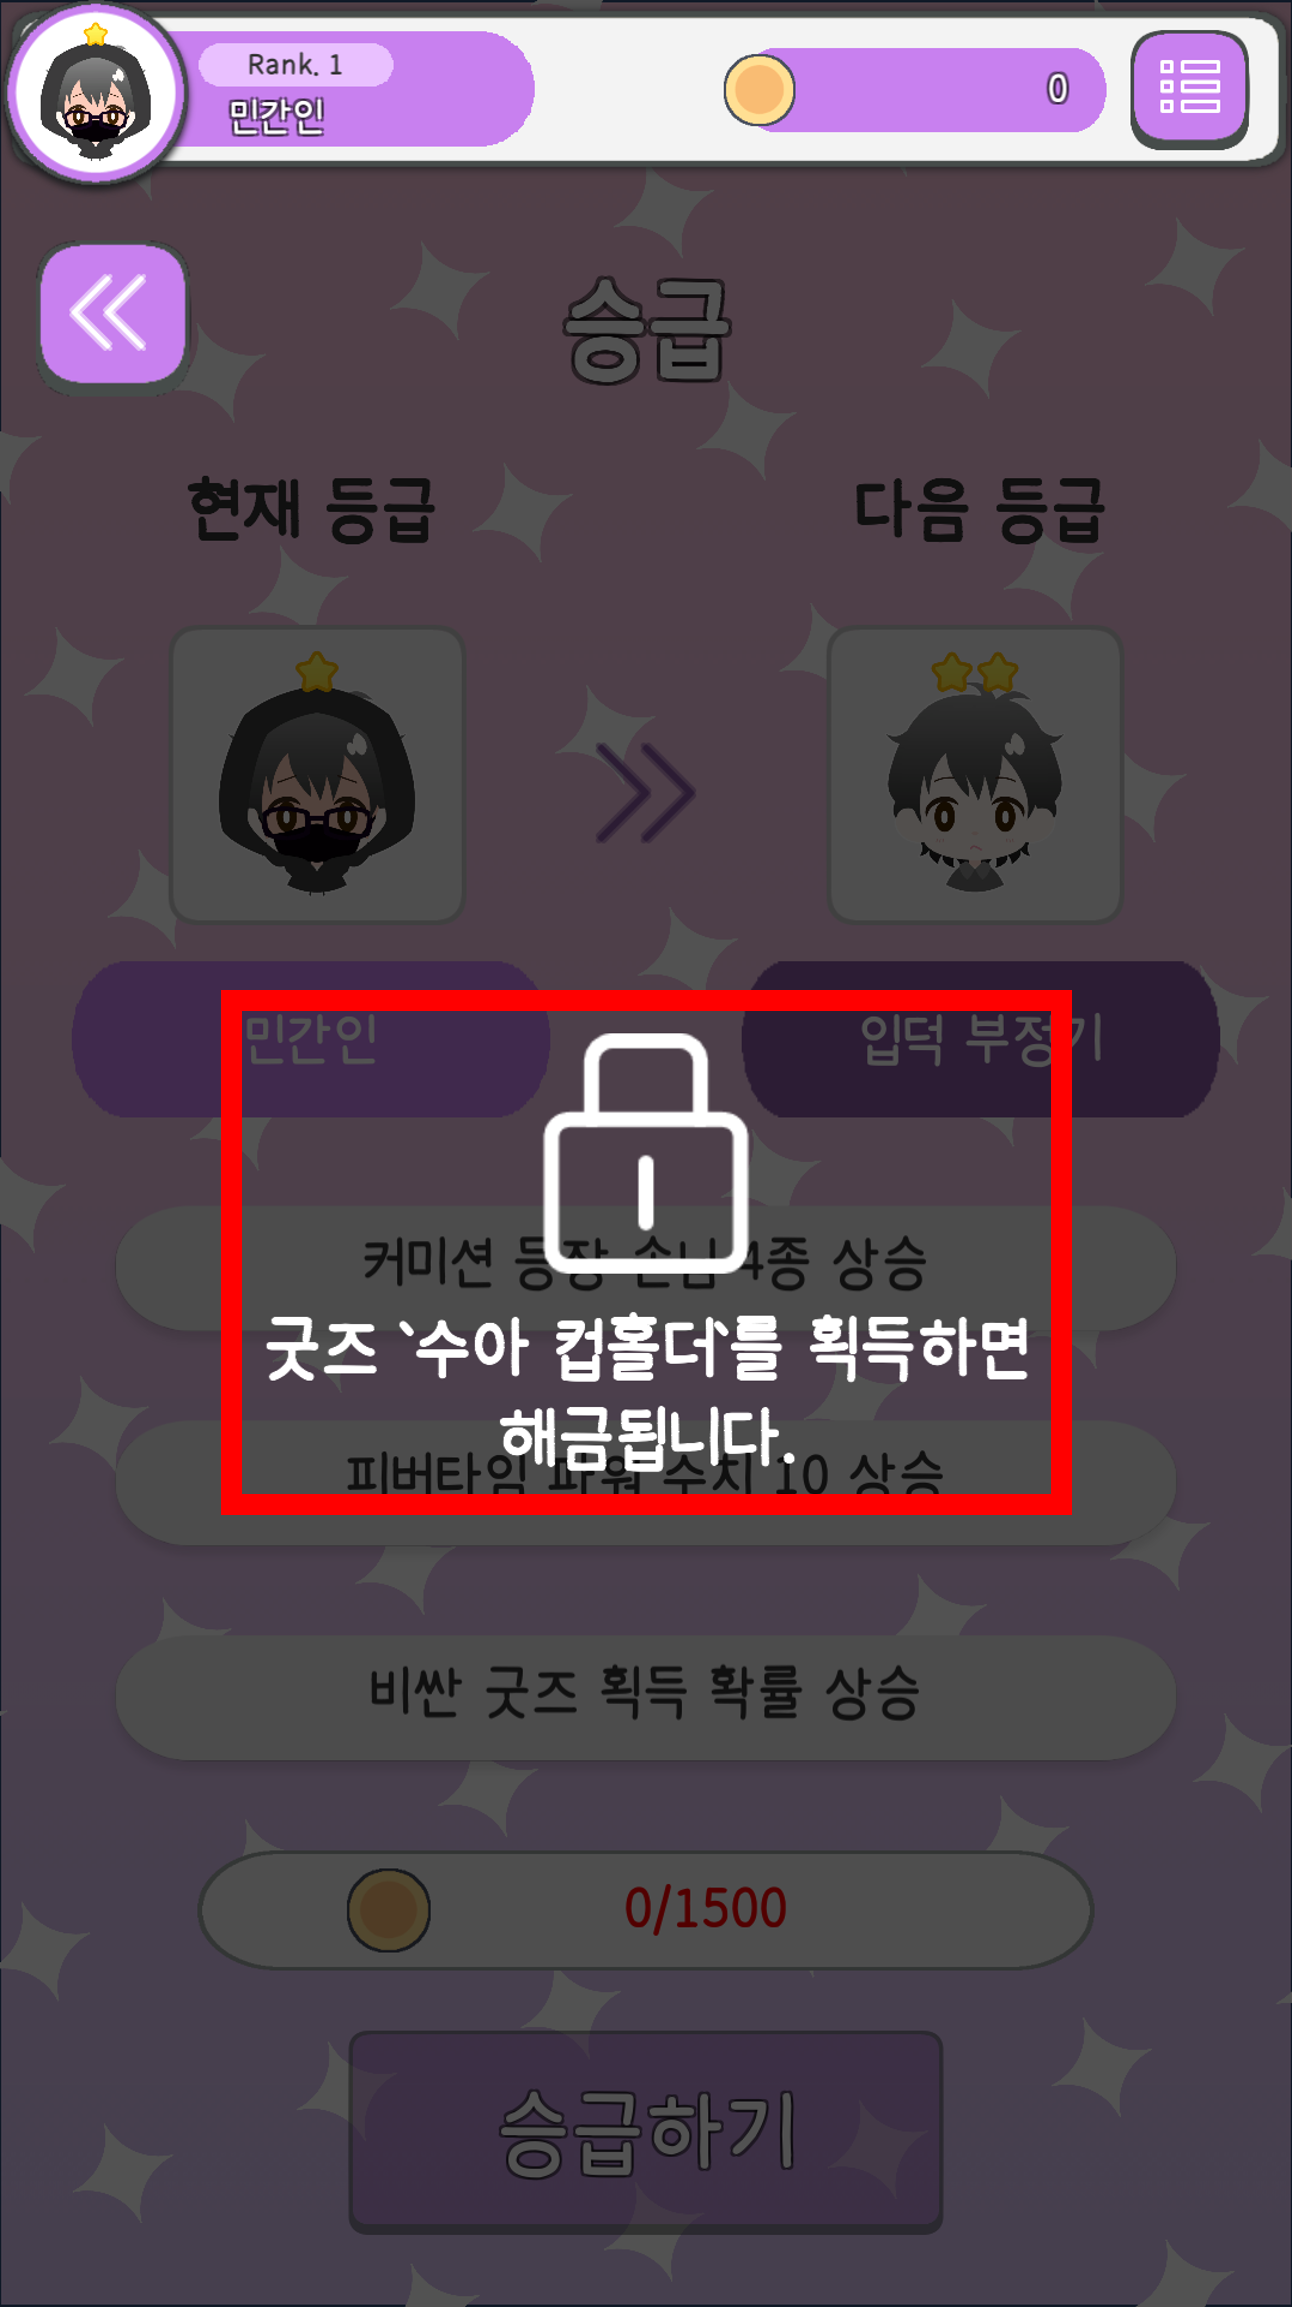 Rank. 1
민간인
0
승급
현재 등급
다음 등급
민간인
입덕 부정기
커미션 등장 손님 4종 상승
굿즈 `수아 컵홀더`를 획득하면
해금됩니다.
피버타임 파워 수치 10 상승
비싼 굿즈 획득 확률 상승
0/1500
승급하기